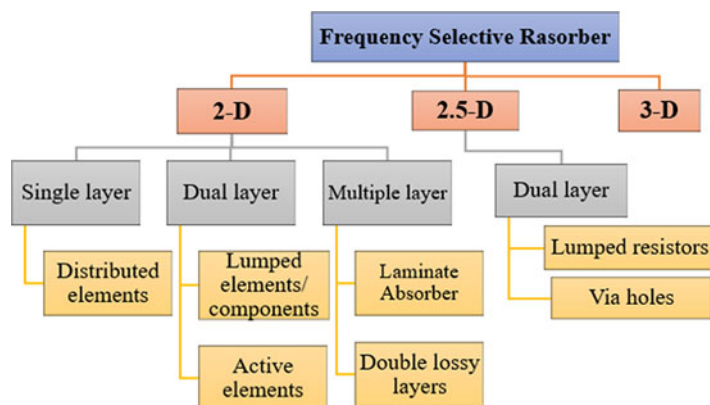 Frequency Selective Rasorber
2-D
2.5-D
3-D
Single layer
Dual layer
Multiple layer
Dual layer
Distributed
elements
Lumped
elements/
components
Active
elements
Laminate
Absorber
Double lossy
layers
Lumped resistors
Via holes